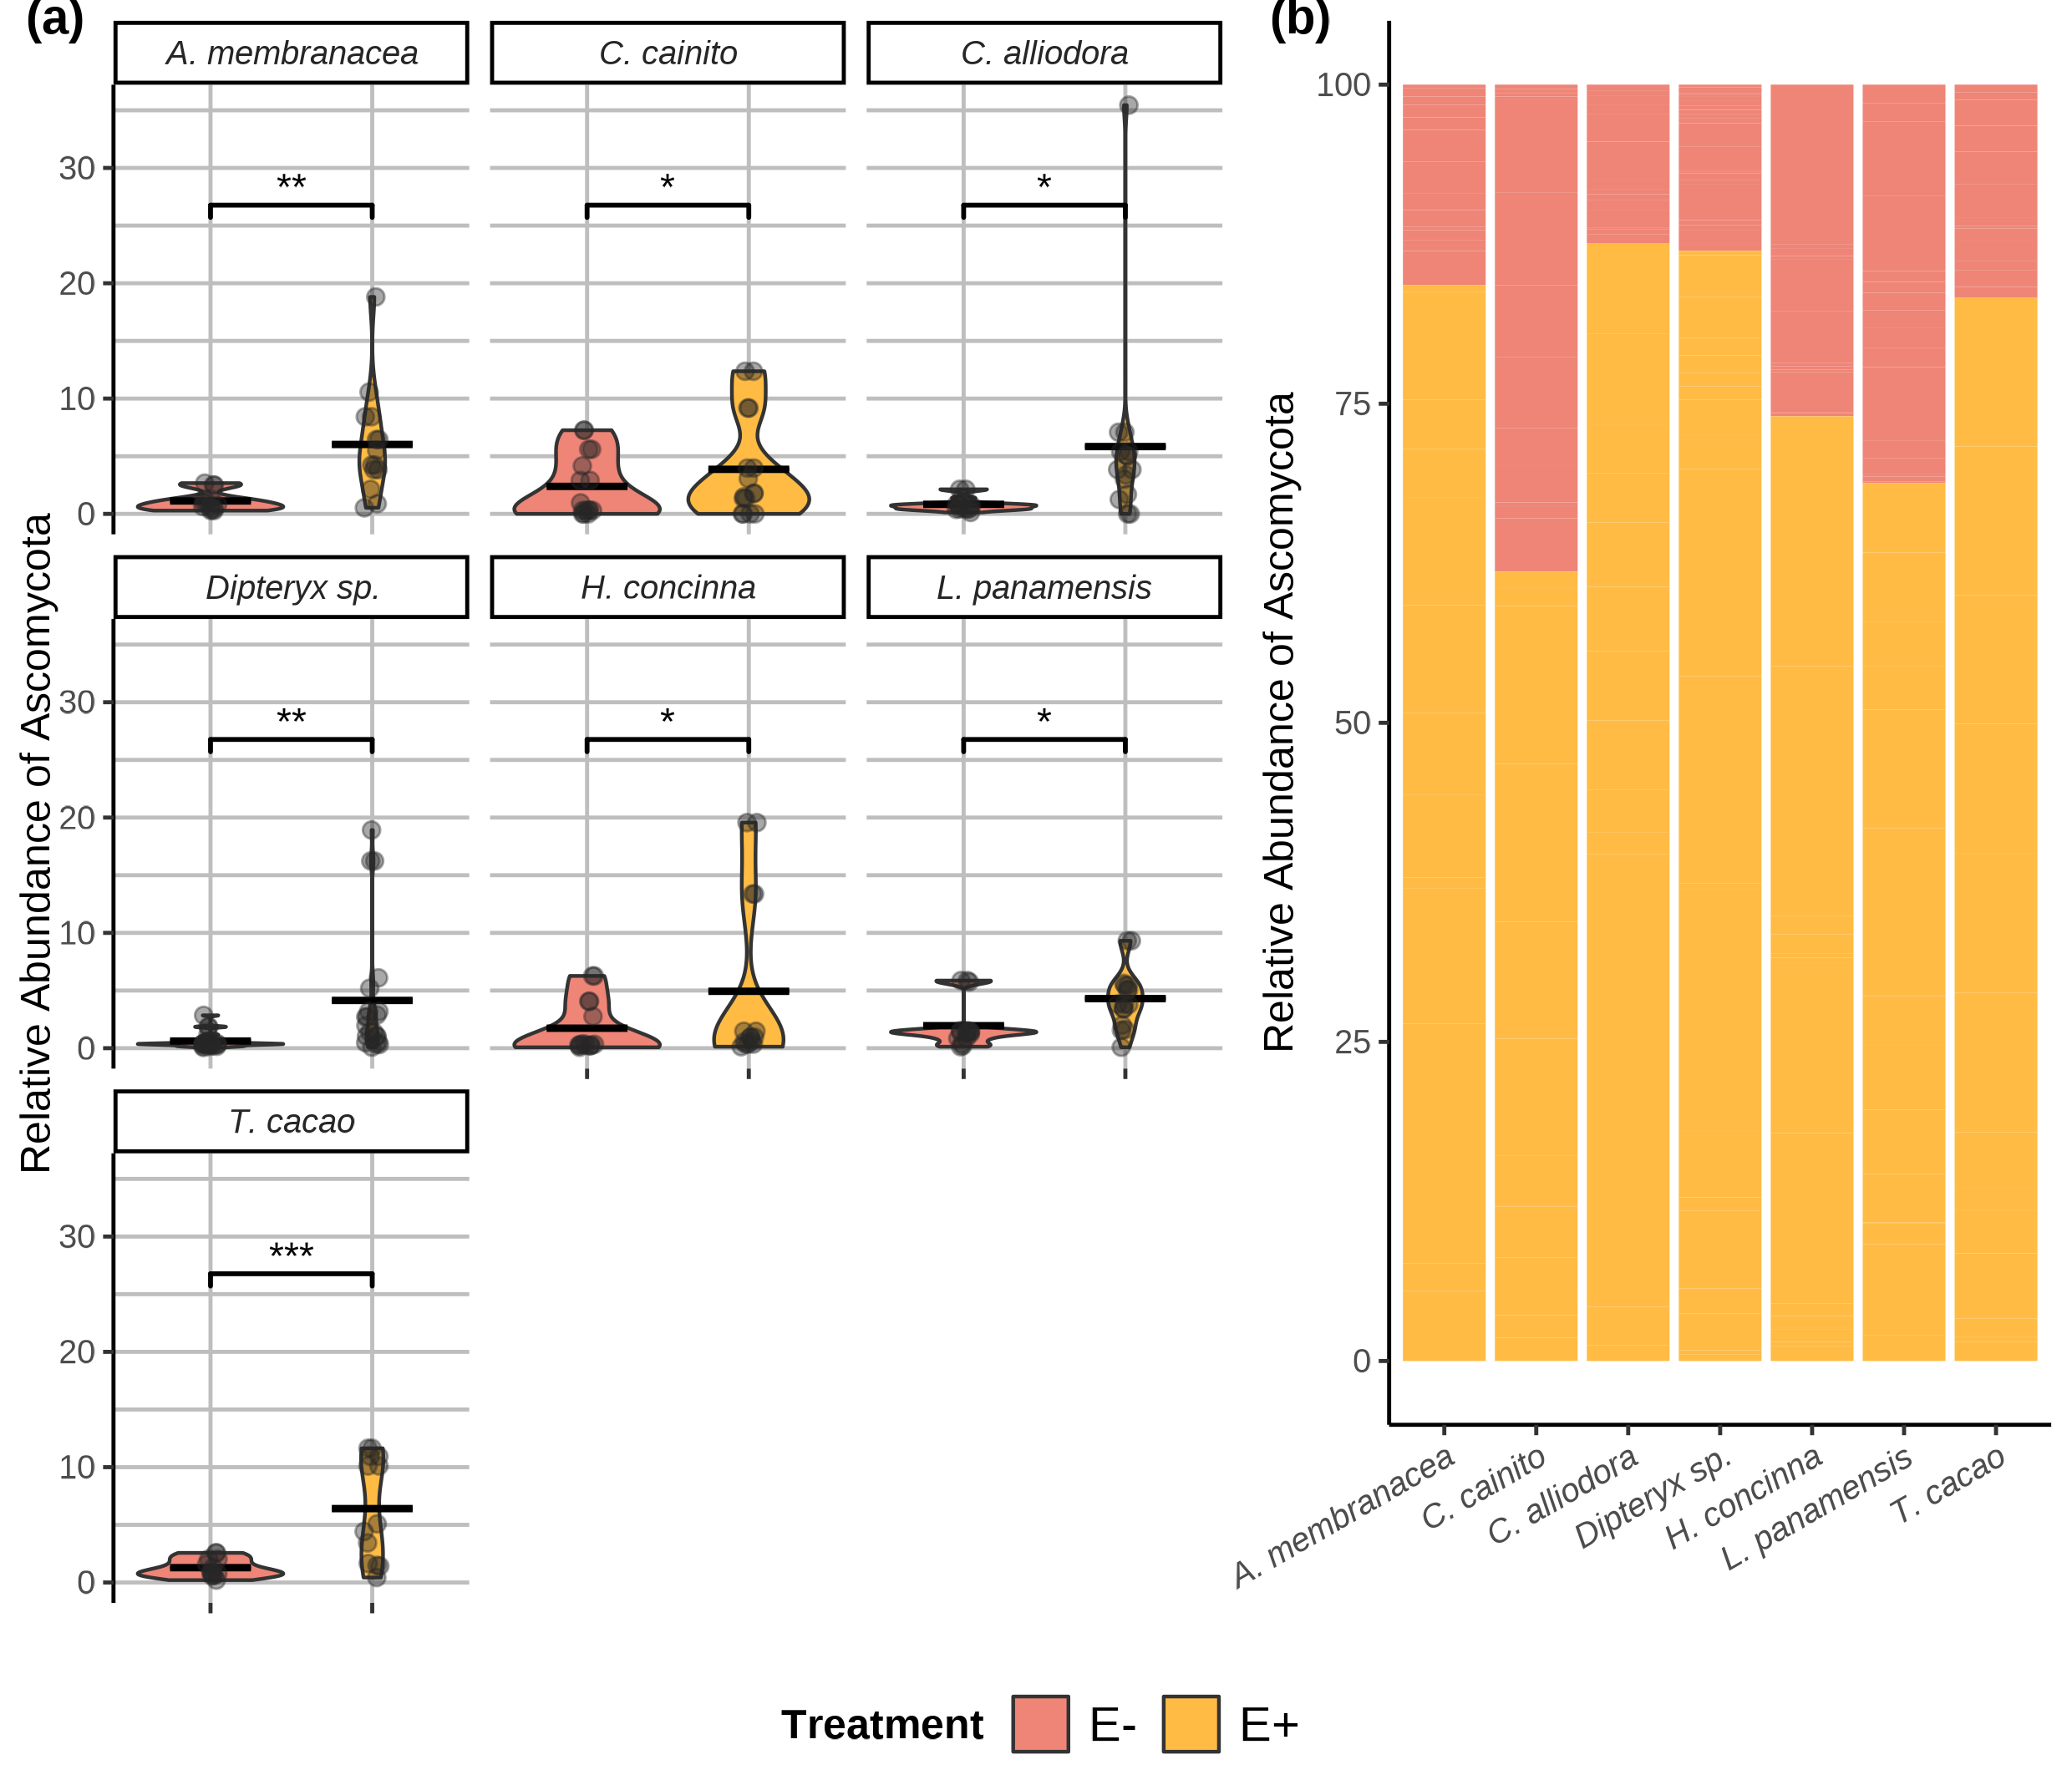 (a)
A. membranacea
C. cainito
C. alliodora
30
20
10
0
**
*
*
Dipteryx sp.
H. concinna
L. panamensis
30
20
10
0
**
*
*
T. cacao
30
20
10
0
***
Relative Abundance of Ascomycota
(b)
Relative Abundance of Ascomycota
100
75
50
25
0
A. membranacea
C. cainito
C. alliodora
Dipteryx sp.
H. concinna
L. panamensis
T. cacao
Treatment E- E+